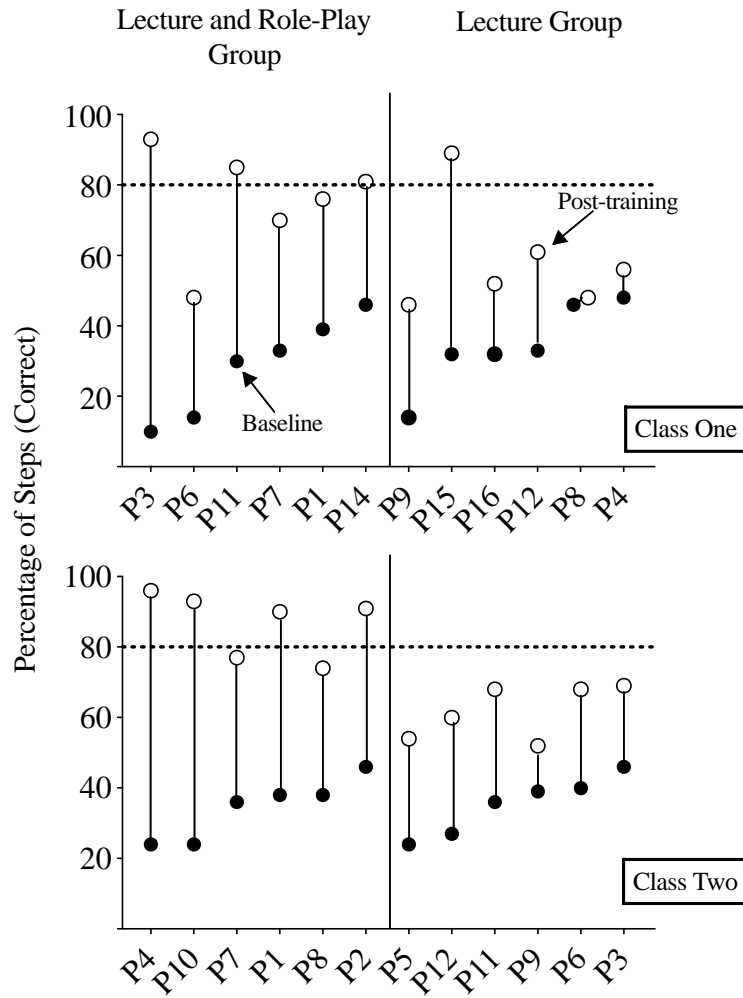 Lecture and Role-Play
Group
Lecture Group
Percentage of Steps (Correct)
100
80
60
40
20
Post-training
Baseline
Class One
P3 P6 P11 P7 P1 P14 P9 P15 P16 P12 P8 P4
100
80
60
40
20
Class Two
P4 P10 P7 P1 P8 P2 P5 P12 P11 P9 P6 P3